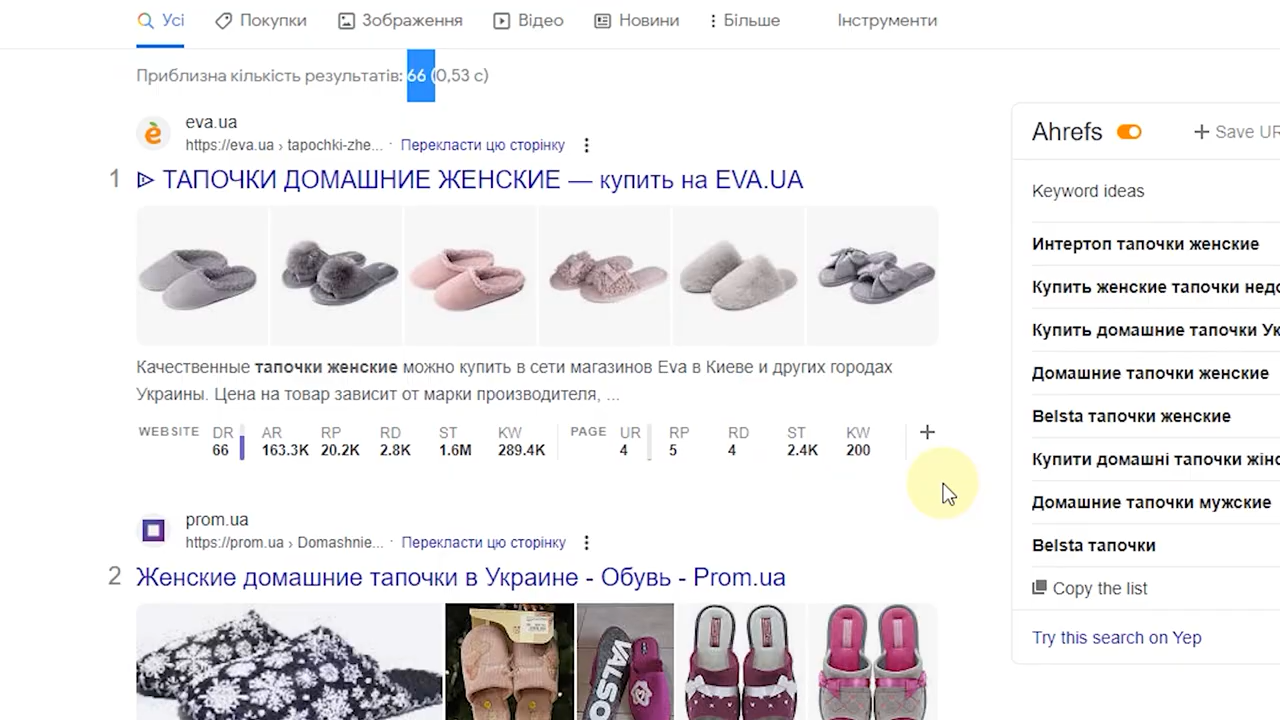 Усі Покупки Зображення Відео Новини Більше Інструменти
Приблизна кількість результатів: 66 (0,53 с)
eva.ua
https://eva.ua › tapochki-zhe... · Перекласти цю сторінку
1 ᐉ ТАПОЧКИ ДОМАШНИЕ ЖЕНСКИЕ — купить на EVA.UA
Качественные тапочки женские можно купить в сети магазинов Eva в Киеве и других городах
Украины. Цена на товар зависит от марки производителя, ...
WEBSITE DR AR RP RD ST KW PAGE UR RP RD ST KW
66 163.3K 20.2K 2.8K 1.6M 289.4K 4 5 4 2.4K 200
prom.ua
https://prom.ua › Domashnie... · Перекласти цю сторінку
2 Женские домашние тапочки в Украине - Обувь - Prom.ua
VALSO
Ahrefs + Save UR
Keyword ideas
Интертоп тапочки женские
Купить женские тапочки недо
Купить домашние тапочки Ук
Домашние тапочки женские
Belsta тапочки женские
Купити домашні тапочки жіно
Домашние тапочки мужские
Belsta тапочки
Copy the list
Try this search on Yep